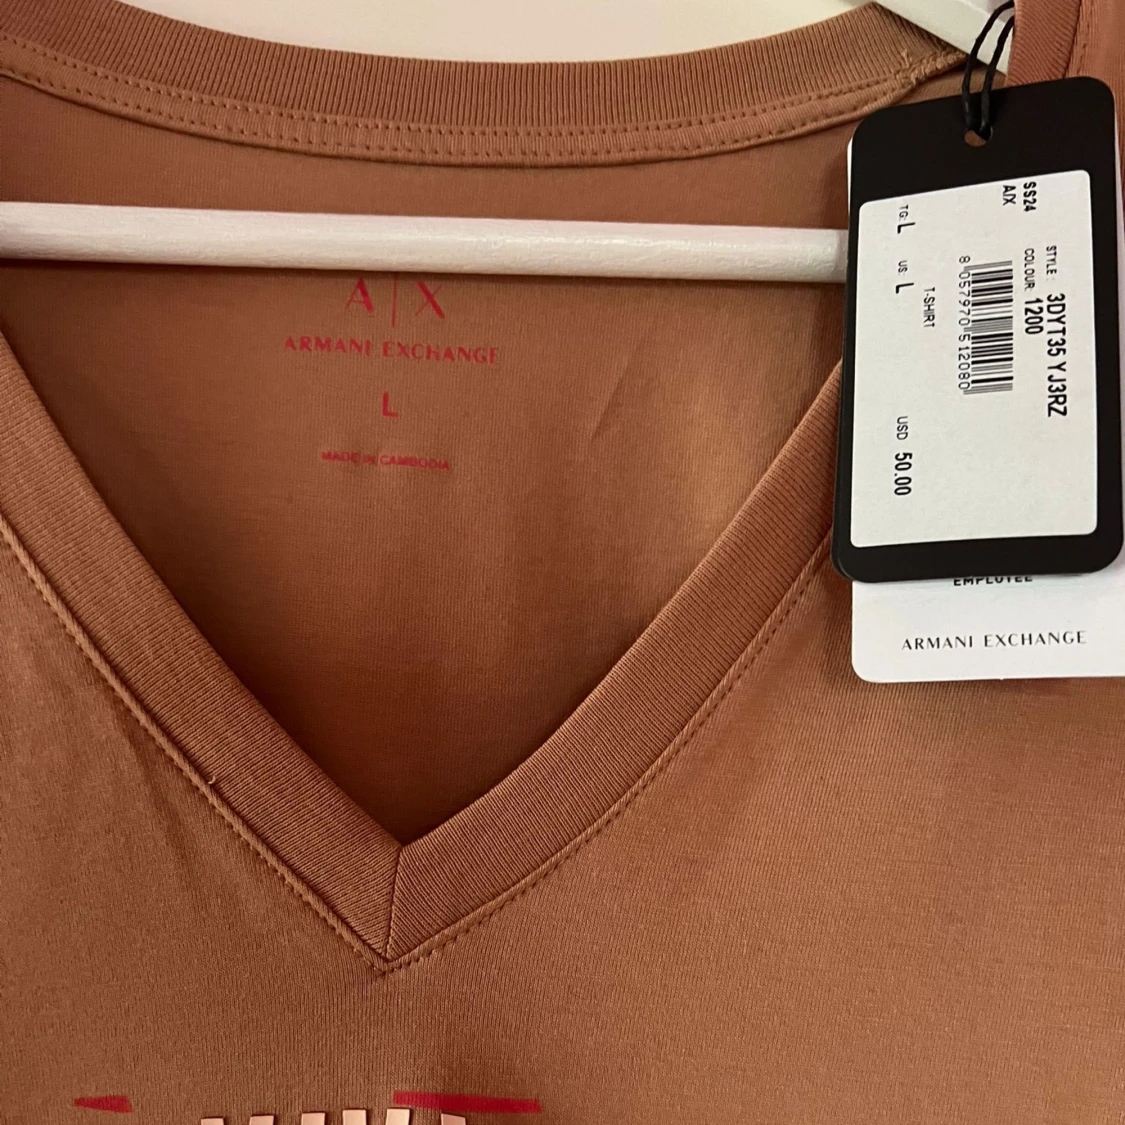 A|X
ARMANI EXCHANGE
L
MADE IN CAMBODIA
SS24
A/X
STYLE : 3DYT35 YJ3RZ
COLOUR: 1200
8 057970 512080
T-SHIRT
TG: L US: L USD 50.00
EMPLOYEE
ARMANI EXCHANGE